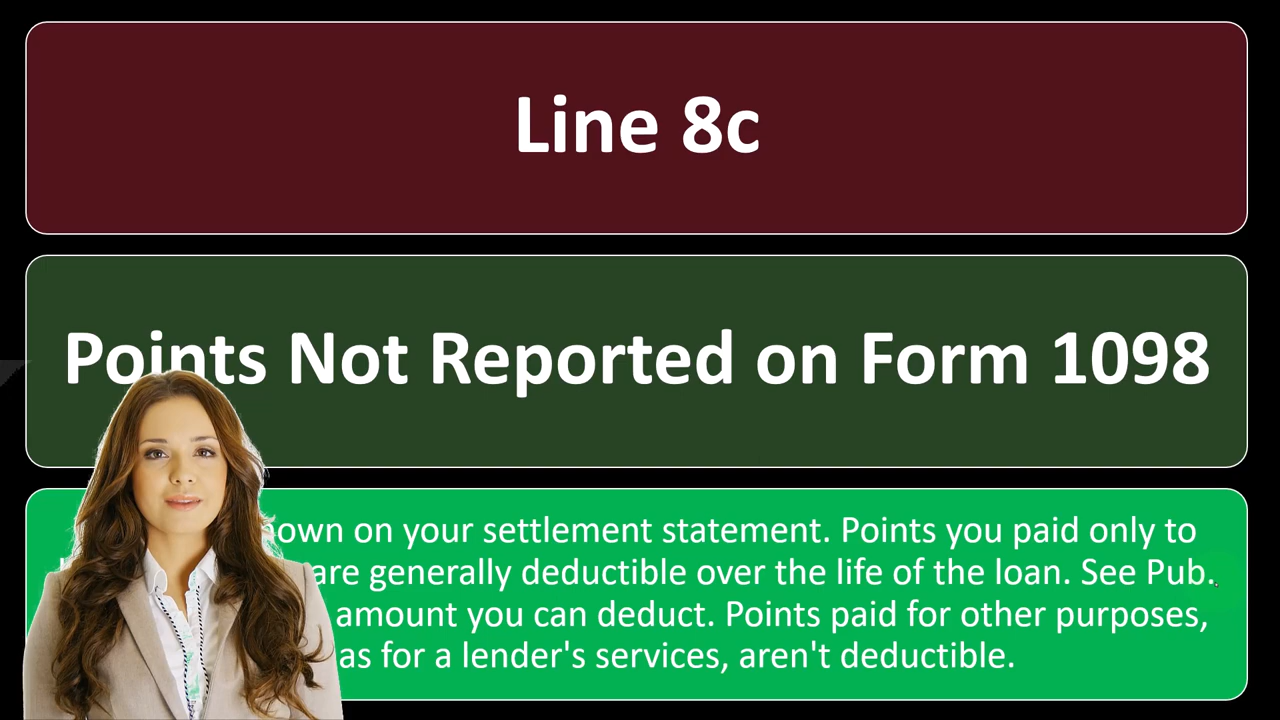 Line 8c
Points Not Reported on Form 1098
on your settlement statement. Points you paid only to
are generally deductible over the life of the loan. See Pub.
amount you can deduct. Points paid for other purposes,
as for a lender's services, aren't deductible.